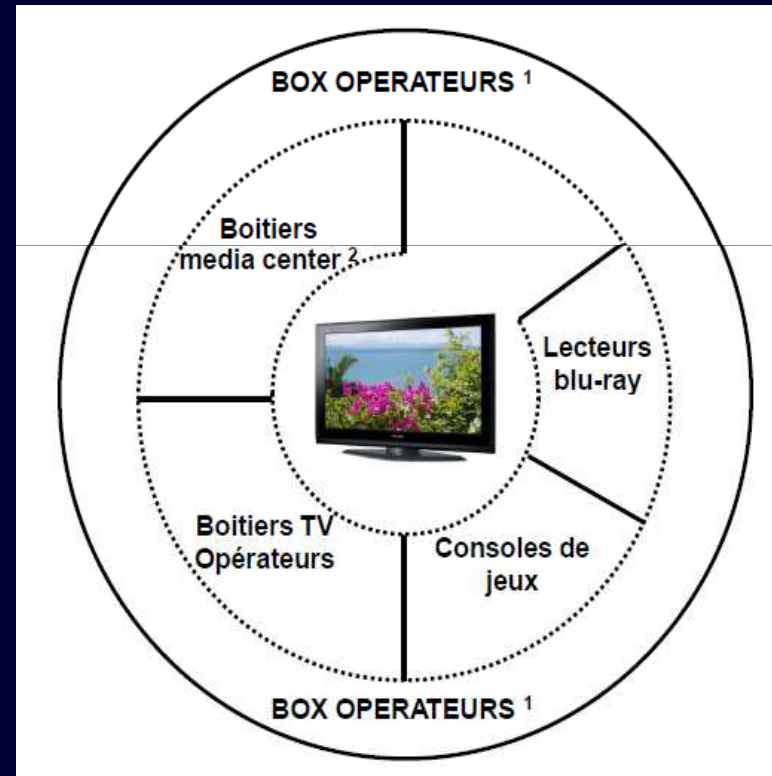 BOX OPERATEURS ¹
Boitiers
media center ²
Lecteurs
blu-ray
Boitiers TV
Opérateurs
Consoles de
jeux
BOX OPERATEURS ¹